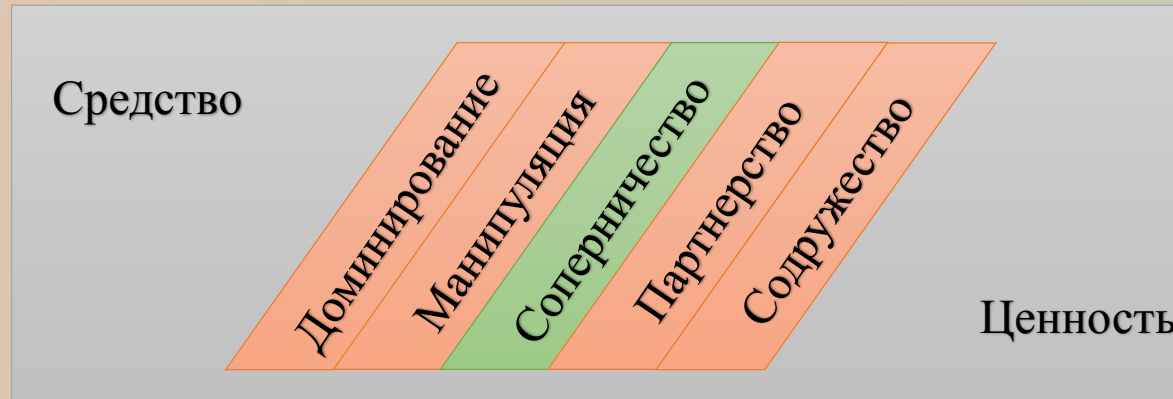 Средство
Доминирование
Манипуляция
Соперничество
Партнерство
Содружество
Ценность